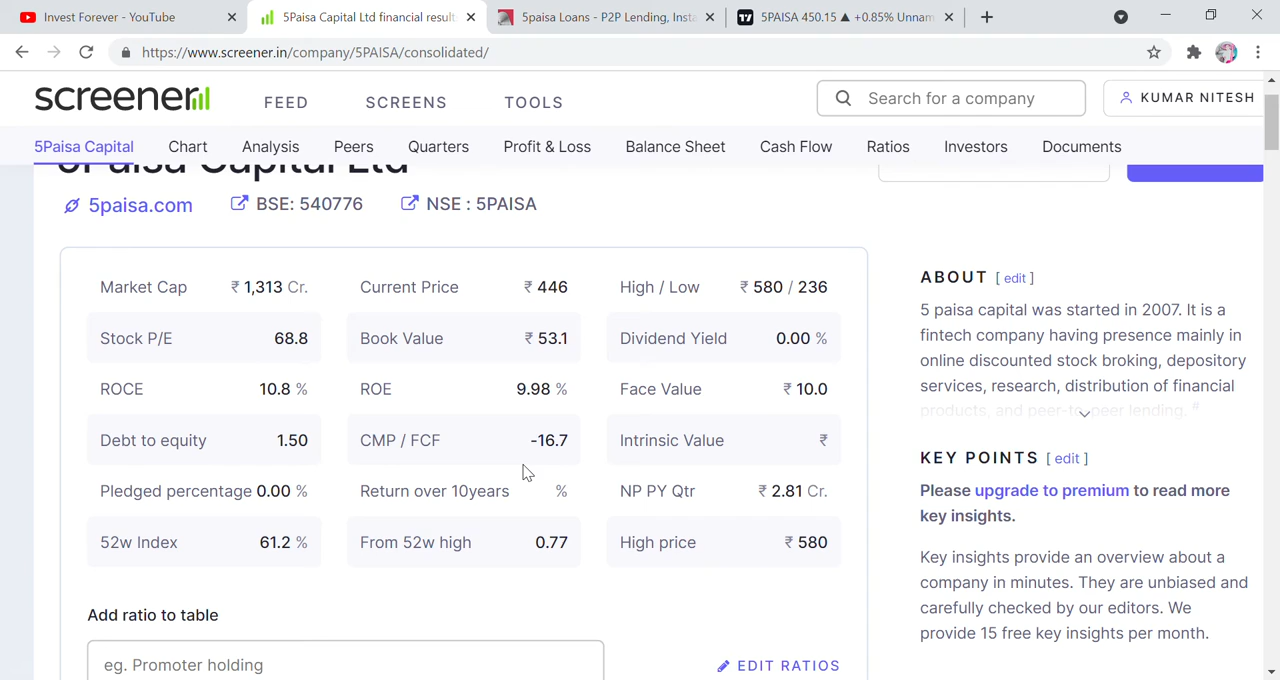 Invest Forever - YouTube
5Paisa Capital Ltd financial result
5paisa Loans - P2P Lending, Insta
5PAISA 450.15 ▲ +0.85% Unnam
https://www.screener.in/company/5PAISA/consolidated/
screener
FEED SCREENS TOOLS
Search for a company
KUMAR NITESH
5Paisa Capital Chart Analysis Peers Quarters Profit & Loss Balance Sheet Cash Flow Ratios Investors Documents
5Paisa Capital Ltd
5paisa.com BSE: 540776 NSE : 5PAISA
Market Cap ₹ 1,313 Cr. Current Price ₹ 446 High / Low ₹ 580 / 236
Stock P/E 68.8 Book Value ₹ 53.1 Dividend Yield 0.00 %
ROCE 10.8 % ROE 9.98 % Face Value ₹ 10.0
Debt to equity 1.50 CMP / FCF -16.7 Intrinsic Value ₹
Pledged percentage 0.00 % Return over 10years % NP PY Qtr ₹ 2.81 Cr.
52w Index 61.2 % From 52w high 0.77 High price ₹ 580
Add ratio to table
eg. Promoter holding
EDIT RATIOS
ABOUT [ edit ]
5 paisa capital was started in 2007. It is a
fintech company having presence mainly in
online discounted stock broking, depository
services, research, distribution of financial
products, and peer-to-peer lending. #
KEY POINTS [ edit ]
Please upgrade to premium to read more
key insights.
Key insights provide an overview about a
company in minutes. They are unbiased and
carefully checked by our editors. We
provide 15 free key insights per month.